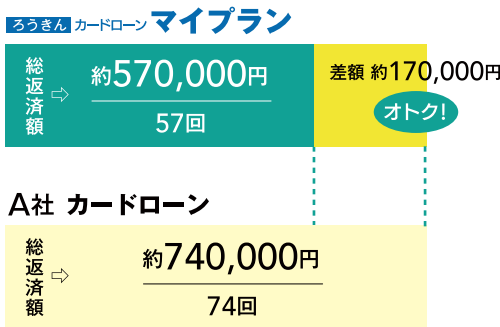 ろうきん カードローン マイプラン
総返済額 ⇨ 約570,000円
57回
差額 約170,000円
オトク!
A社 カードローン
総返済額 ⇨ 約740,000円
74回